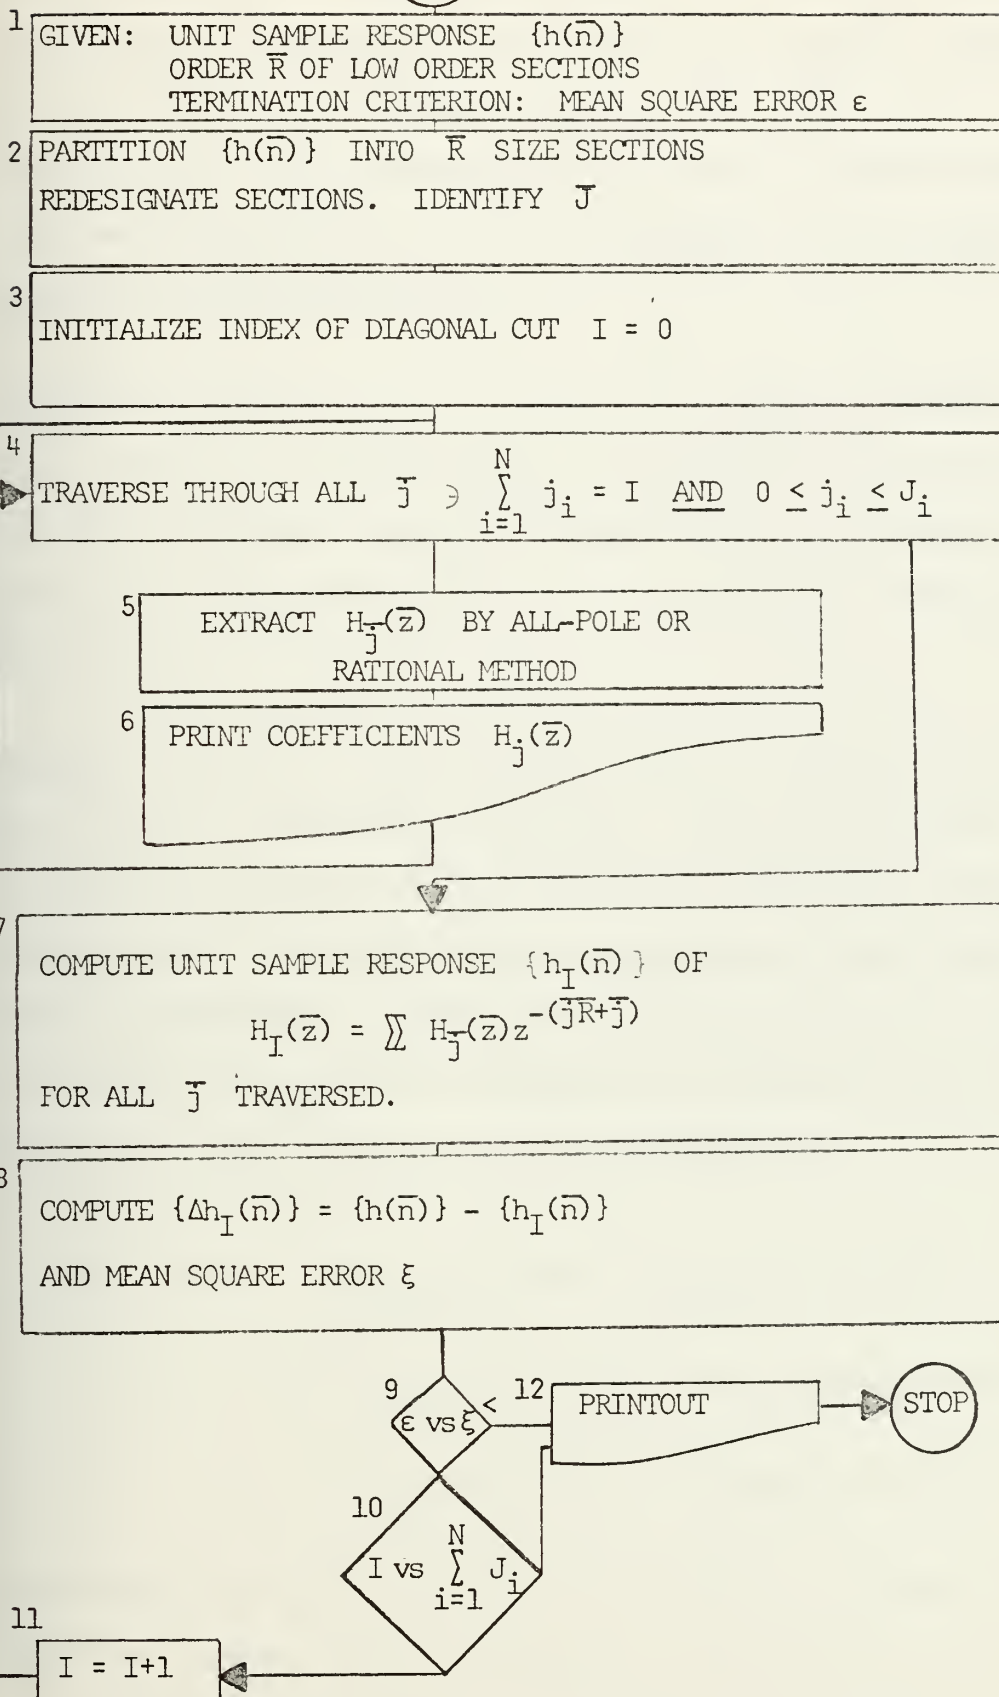 1
GIVEN: UNIT SAMPLE RESPONSE {h(n̅)}
ORDER R̅ OF LOW ORDER SECTIONS
TERMINATION CRITERION: MEAN SQUARE ERROR ε
2
PARTITION {h(n̅)} INTO R̅ SIZE SECTIONS
REDESIGNATE SECTIONS. IDENTIFY J̅
3
INITIALIZE INDEX OF DIAGONAL CUT I = 0
4
TRAVERSE THROUGH ALL j̅ ∋ ∑_{i=1}^{N} j_i = I AND 0 ≤ j_i ≤ J_i
5
EXTRACT H_j̅(z̅) BY ALL-POLE OR
RATIONAL METHOD
6
PRINT COEFFICIENTS H_j̅(z̅)
7
COMPUTE UNIT SAMPLE RESPONSE {h_I(n̅)} OF
H_I(z̅) = ∑∑ H_j̅(z̅)z^{-(j̅R̅+j̅)}
FOR ALL j̅ TRAVERSED.
8
COMPUTE {Δh_I(n̅)} = {h(n̅)} - {h_I(n̅)}
AND MEAN SQUARE ERROR ξ
9
ε vs ξ
<
12
PRINTOUT
STOP
10
I vs ∑_{i=1}^{N} J_i
11
I = I+1